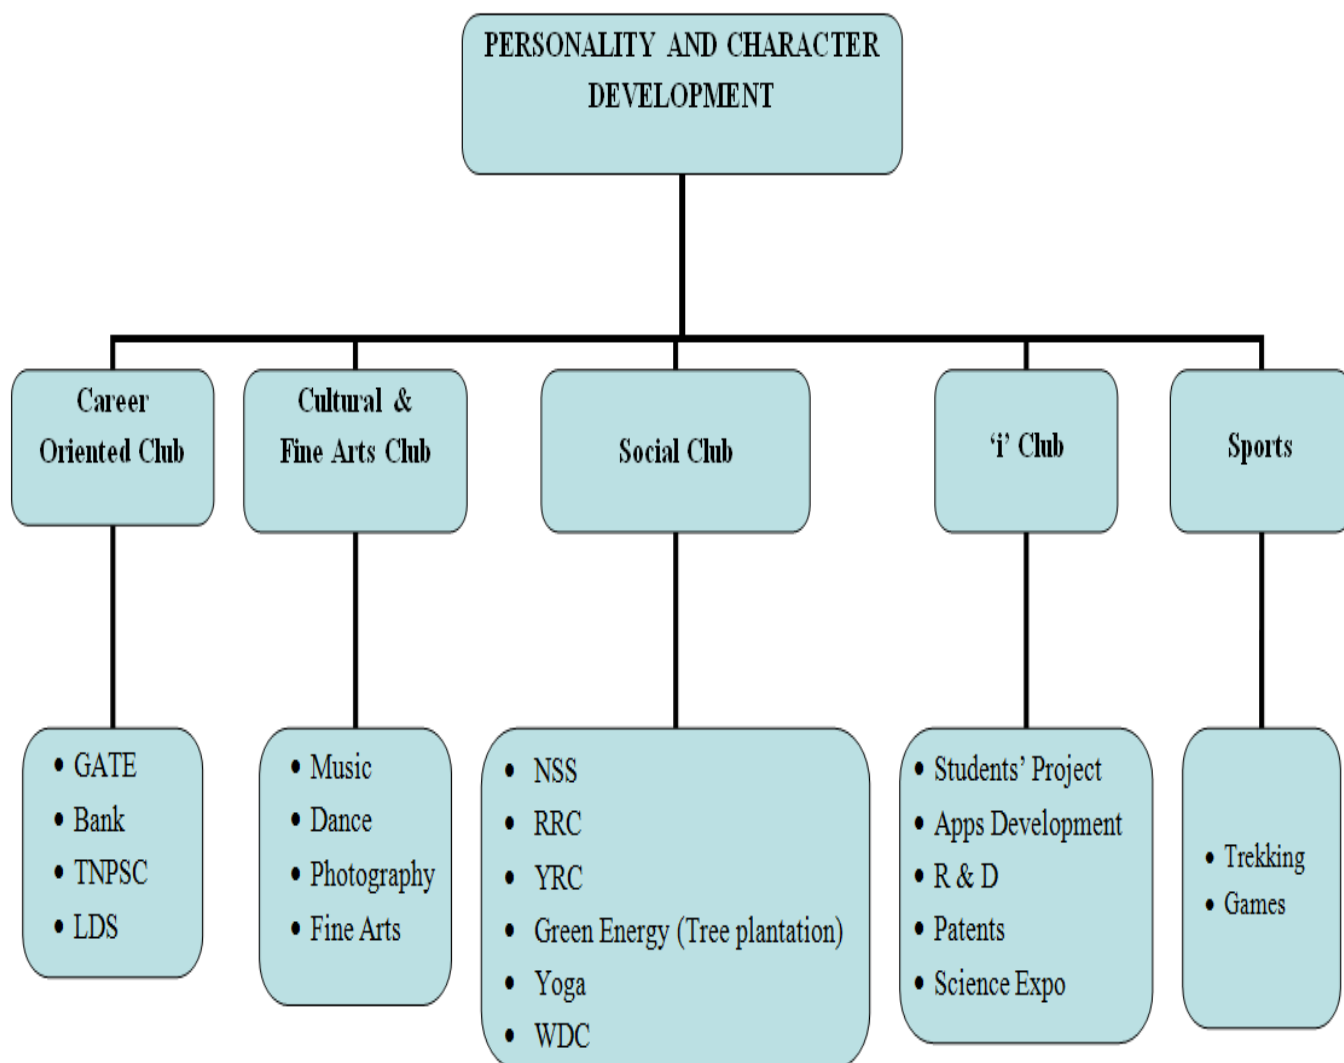 PERSONALITY AND CHARACTER
DEVELOPMENT
Career
Oriented Club
Cultural &
Fine Arts Club
Social Club
‘i’ Club
Sports
• GATE
• Bank
• TNPSC
• LDS
• Music
• Dance
• Photography
• Fine Arts
• NSS
• RRC
• YRC
• Green Energy (Tree plantation)
• Yoga
• WDC
• Students’ Project
• Apps Development
• R & D
• Patents
• Science Expo
• Trekking
• Games